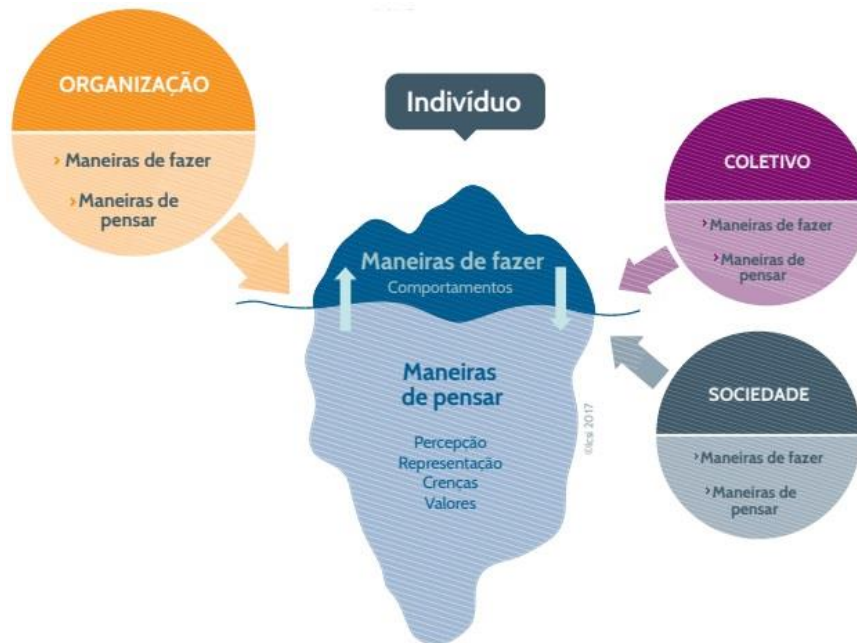 ORGANIZAÇÃO
› Maneiras de fazer
› Maneiras de
pensar
Indivíduo
Maneiras de fazer
Comportamentos
Maneiras
de pensar
Percepção
Representação
Crenças
Valores
©Icsi 2017
COLETIVO
› Maneiras de fazer
› Maneiras de
pensar
SOCIEDADE
› Maneiras de fazer
› Maneiras de
pensar